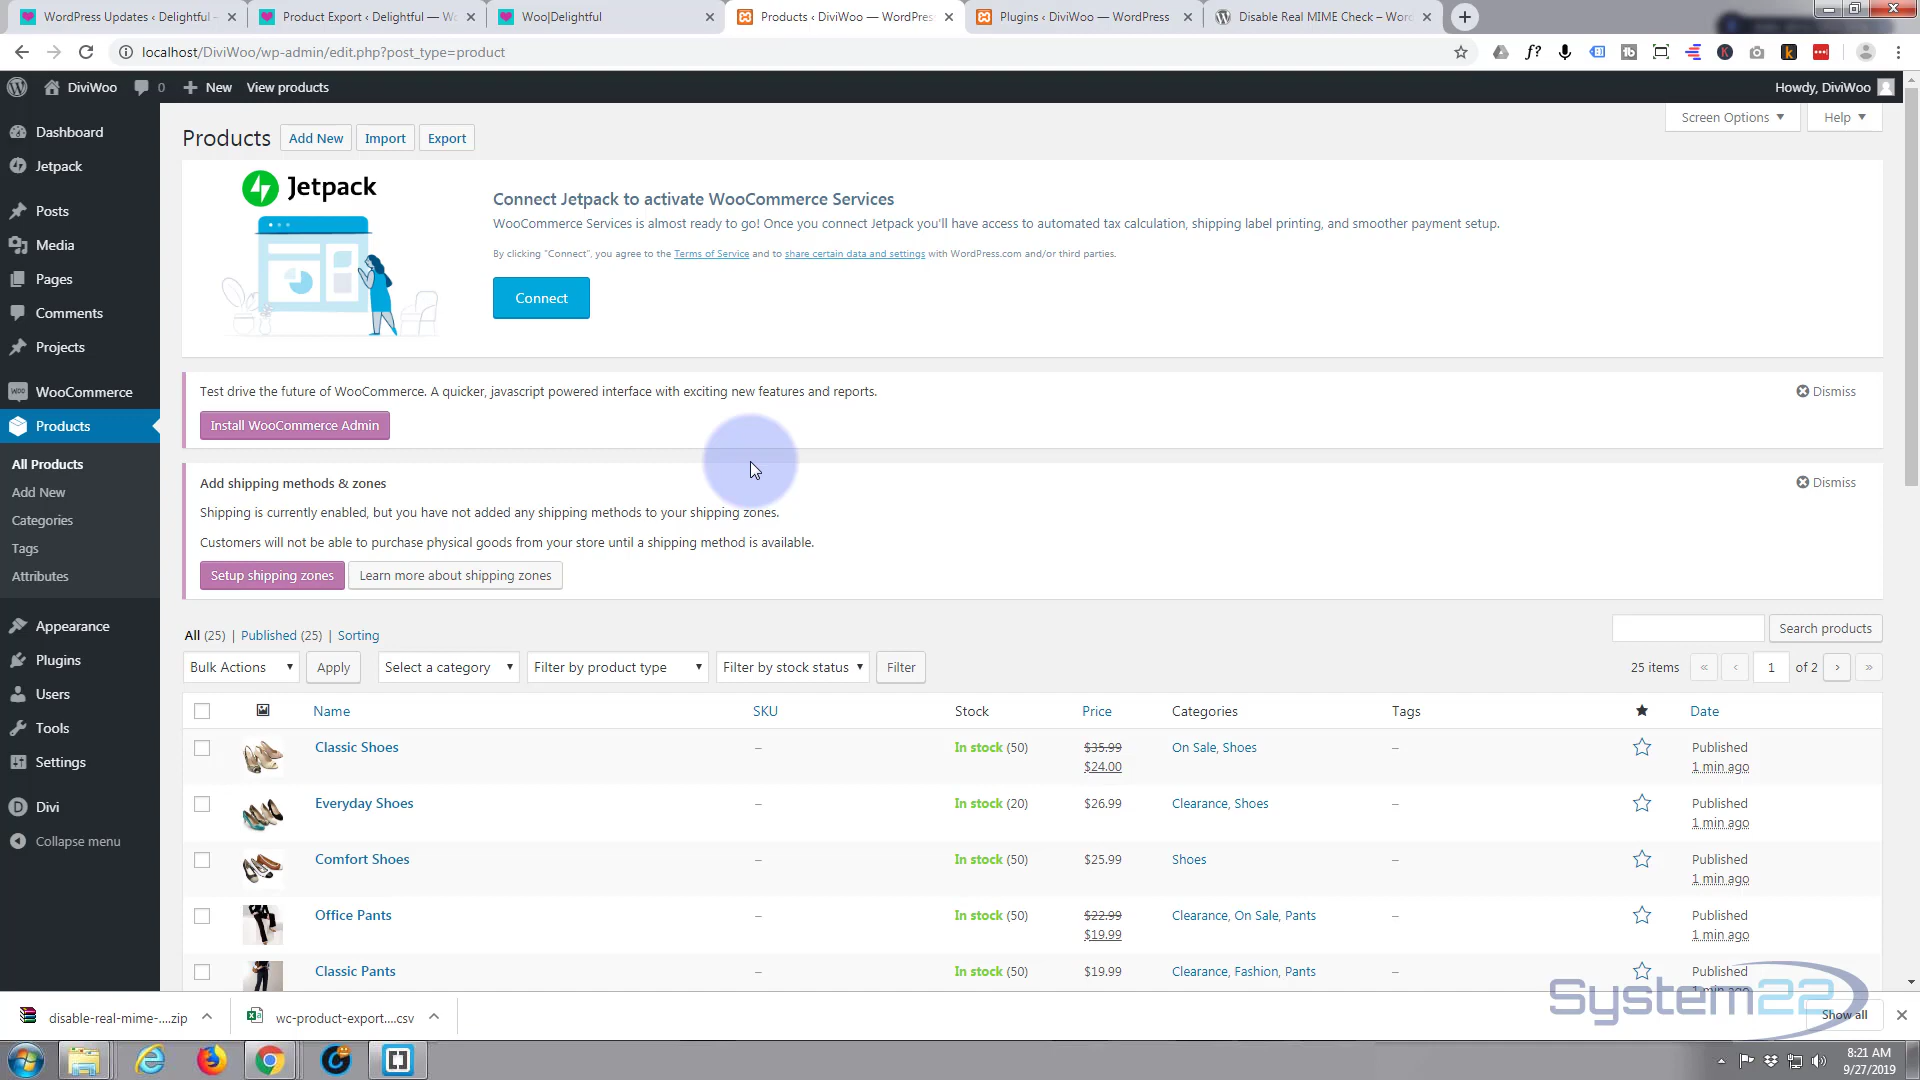 WordPress Updates ‹ Delightful –
Product Export ‹ Delightful — Wo
Woo|Delightful
Products ‹ DiviWoo — WordPress
Plugins ‹ DiviWoo — WordPress
Disable Real MIME Check – Wor
localhost/DiviWoo/wp-admin/edit.php?post_type=product
DiviWoo
0
New
View products
Howdy, DiviWoo
Dashboard
Jetpack
Posts
Media
Pages
Comments
Projects
WooCommerce
Products
All Products
Add New
Categories
Tags
Attributes
Appearance
Plugins
Users
Tools
Settings
Divi
Collapse menu
Screen Options
Help
Products
Add New
Import
Export
Jetpack
Connect Jetpack to activate WooCommerce Services
WooCommerce Services is almost ready to go! Once you connect Jetpack you'll have access to automated tax calculation, shipping label printing, and smoother payment setup.
By clicking "Connect", you agree to the Terms of Service and to share certain data and settings with WordPress.com and/or third parties.
Connect
Test drive the future of WooCommerce. A quicker, javascript powered interface with exciting new features and reports.
Dismiss
Install WooCommerce Admin
Add shipping methods & zones
Dismiss
Shipping is currently enabled, but you have not added any shipping methods to your shipping zones.
Customers will not be able to purchase physical goods from your store until a shipping method is available.
Setup shipping zones
Learn more about shipping zones
All (25) | Published (25) | Sorting
Search products
Bulk Actions
Apply
Select a category
Filter by product type
Filter by stock status
Filter
25 items « ‹ 1 of 2 › »
Name SKU Stock Price Categories Tags Date
Classic Shoes – In stock (50) $35.99 On Sale, Shoes – Published
$24.00 1 min ago
Everyday Shoes – In stock (20) $26.99 Clearance, Shoes – Published
1 min ago
Comfort Shoes – In stock (50) $25.99 Shoes – Published
1 min ago
Office Pants – In stock (50) $22.99 Clearance, On Sale, Pants – Published
$19.99 1 min ago
Classic Pants – In stock (50) $19.99 Clearance, Fashion, Pants – Published
1 min ago
System22
disable-real-mime-....zip
wc-product-export....csv
Show all
8:21 AM
9/27/2019